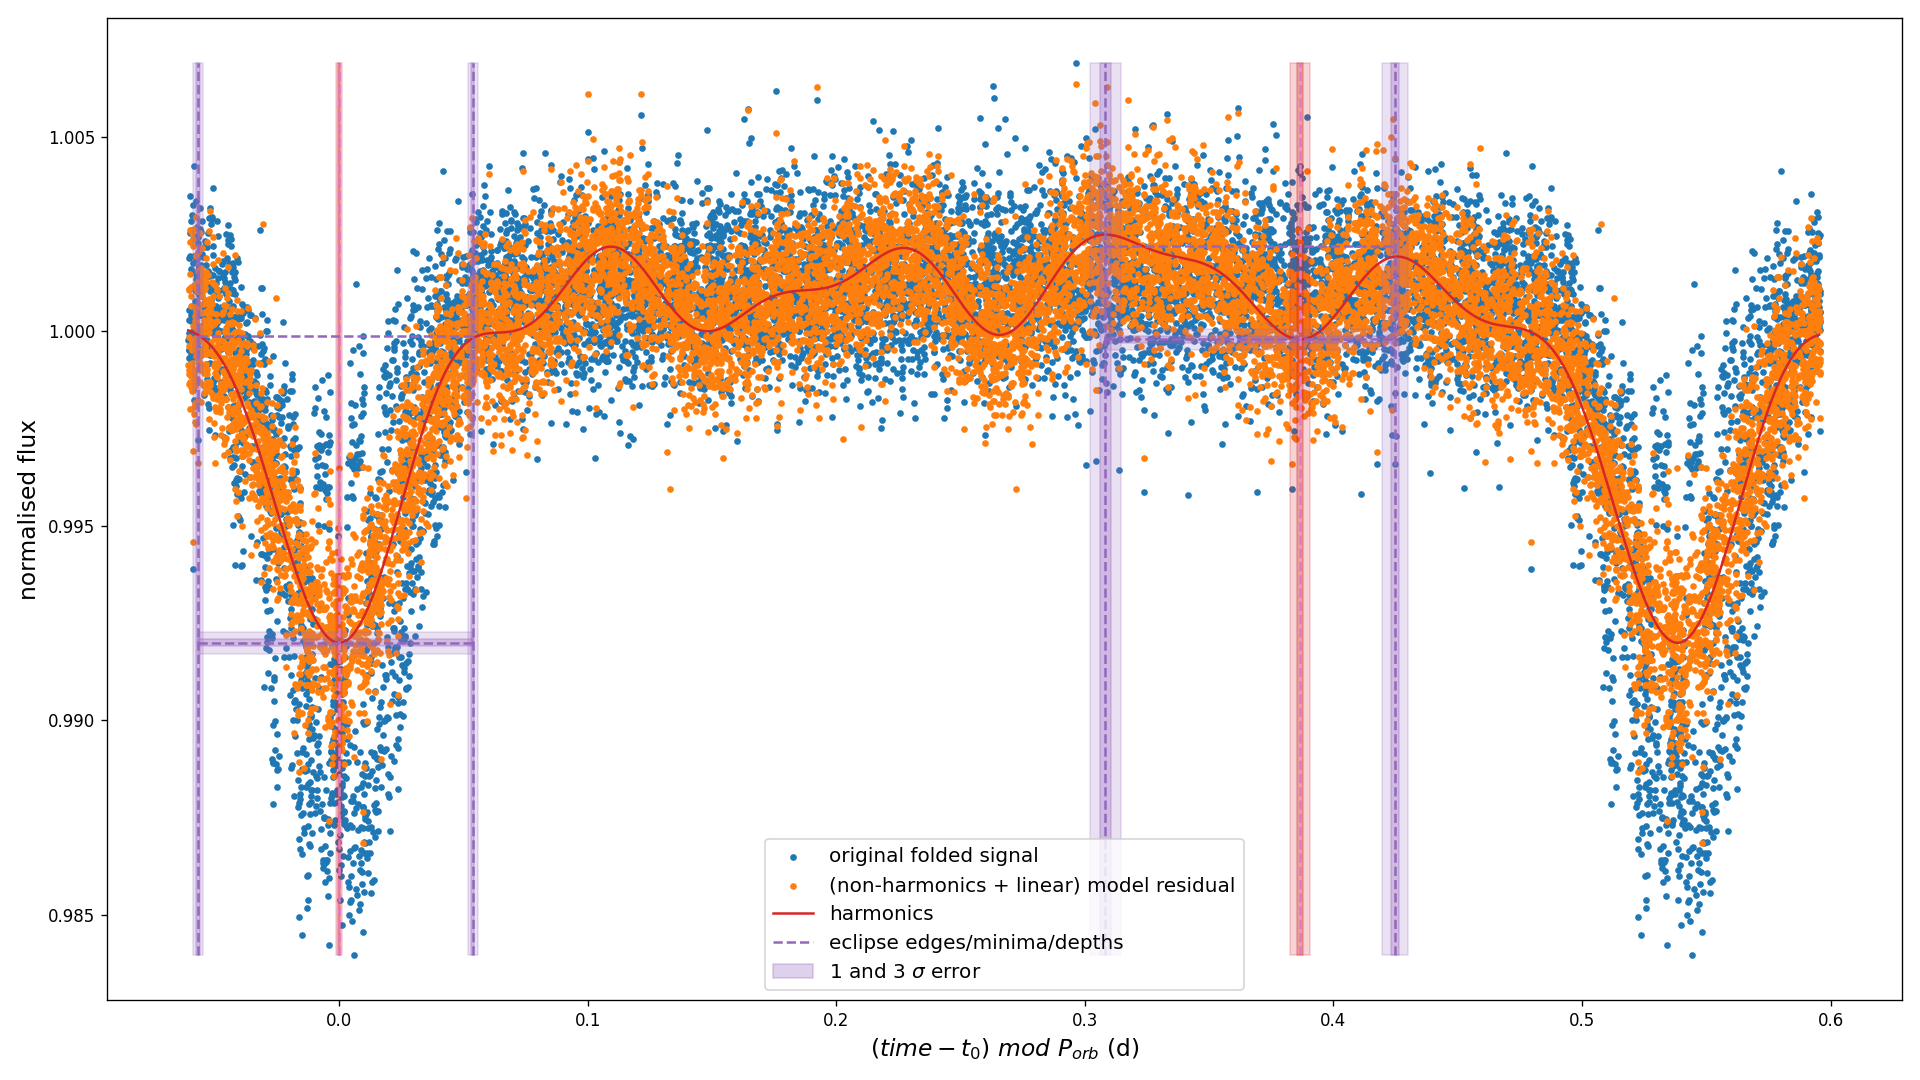 normalised flux
1.005
1.000
0.995
0.990
0.985
original folded signal
(non-harmonics + linear) model residual
harmonics
eclipse edges/minima/depths
1 and 3 σ error
0.0 0.1 0.2 0.3 0.4 0.5 0.6
(time − t₀) mod Pₒᵣb (d)